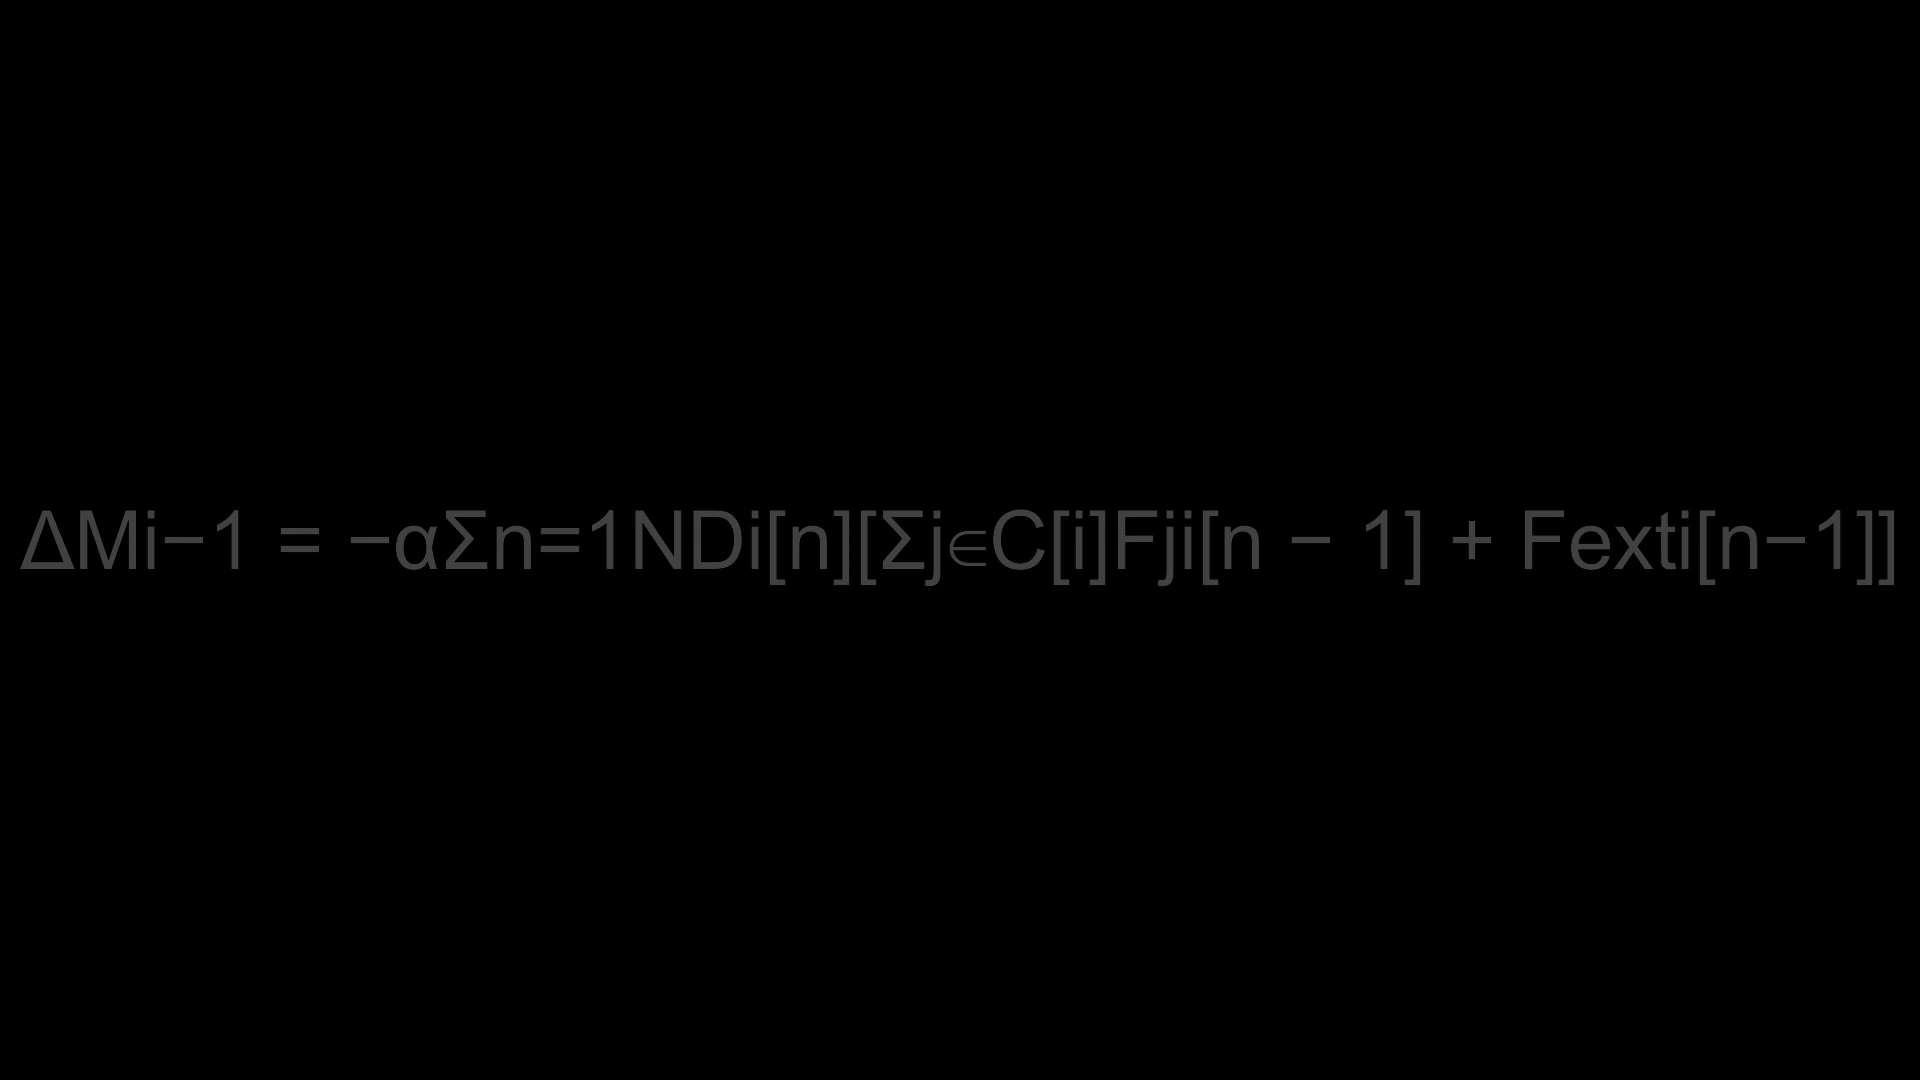 ΔMi−1 = −αΣn=1NDi[n][Σj∈C[i]Fji[n − 1] + Fexti[n−1]]